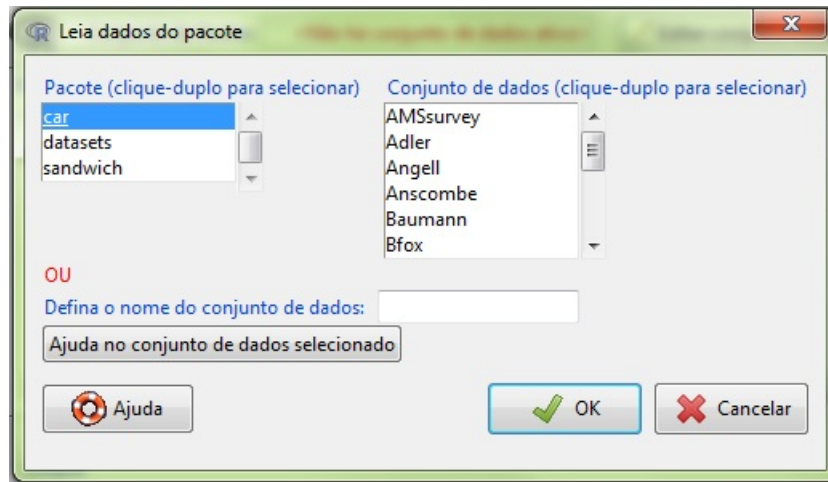 Leia dados do pacote
Pacote (clique-duplo para selecionar)
car
datasets
sandwich
Conjunto de dados (clique-duplo para selecionar)
AMSsurvey
Adler
Angell
Anscombe
Baumann
Bfox
OU
Defina o nome do conjunto de dados:
Ajuda no conjunto de dados selecionado
Ajuda
OK
Cancelar